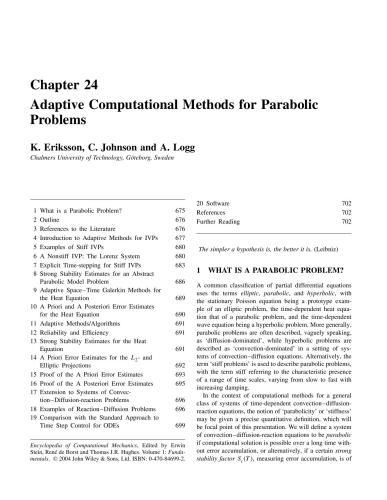 Chapter 24
Adaptive Computational Methods for Parabolic
Problems
K. Eriksson, C. Johnson and A. Logg
Chalmers University of Technology, Göteborg, Sweden
1 What is a Parabolic Problem? 675
2 Outline 676
3 References to the Literature 676
4 Introduction to Adaptive Methods for IVPs 677
5 Examples of Stiff IVPs 680
6 A Nonstiff IVP: The Lorenz System 680
7 Explicit Time-stepping for Stiff IVPs 683
8 Strong Stability Estimates for an Abstract
Parabolic Model Problem 686
9 Adaptive Space–Time Galerkin Methods for
the Heat Equation 689
10 A Priori and A Posteriori Error Estimates
for the Heat Equation 690
11 Adaptive Methods/Algorithms 691
12 Reliability and Efficiency 691
13 Strong Stability Estimates for the Heat
Equation 691
14 A Priori Error Estimates for the L₂- and
Elliptic Projections 692
15 Proof of the A Priori Error Estimates 693
16 Proof of the A Posteriori Error Estimates 695
17 Extension to Systems of Convec-
tion–Diffusion–reaction Problems 696
18 Examples of Reaction–Diffusion Problems 696
19 Comparison with the Standard Approach to
Time Step Control for ODEs 699
Encyclopedia of Computational Mechanics, Edited by Erwin
Stein, René de Borst and Thomas J.R. Hughes. Volume 1: Funda-
mentals. © 2004 John Wiley & Sons, Ltd. ISBN: 0-470-84699-2.
20 Software 702
References 702
Further Reading 702
The simpler a hypothesis is, the better it is. (Leibniz)
1 WHAT IS A PARABOLIC PROBLEM?
A common classification of partial differential equations
uses the terms elliptic, parabolic, and hyperbolic, with
the stationary Poisson equation being a prototype exam-
ple of an elliptic problem, the time-dependent heat equa-
tion that of a parabolic problem, and the time-dependent
wave equation being a hyperbolic problem. More generally,
parabolic problems are often described, vaguely speaking,
as ‘diffusion-dominated’, while hyperbolic problems are
described as ‘convection-dominated’ in a setting of sys-
tems of convection–diffusion equations. Alternatively, the
term ‘stiff problems’ is used to describe parabolic problems,
with the term stiff referring to the characteristic presence
of a range of time scales, varying from slow to fast with
increasing damping.
In the context of computational methods for a general
class of systems of time-dependent convection–diffusion-
reaction equations, the notion of ‘parabolicity’ or ‘stiffness’
may be given a precise quantitative definition, which will
be focal point of this presentation. We will define a system
of convection–diffusion–reaction equations to be parabolic
if computational solution is possible over a long time with-
out error accumulation, or alternatively, if a certain strong
stability factor Sc(T), measuring error accumulation, is of